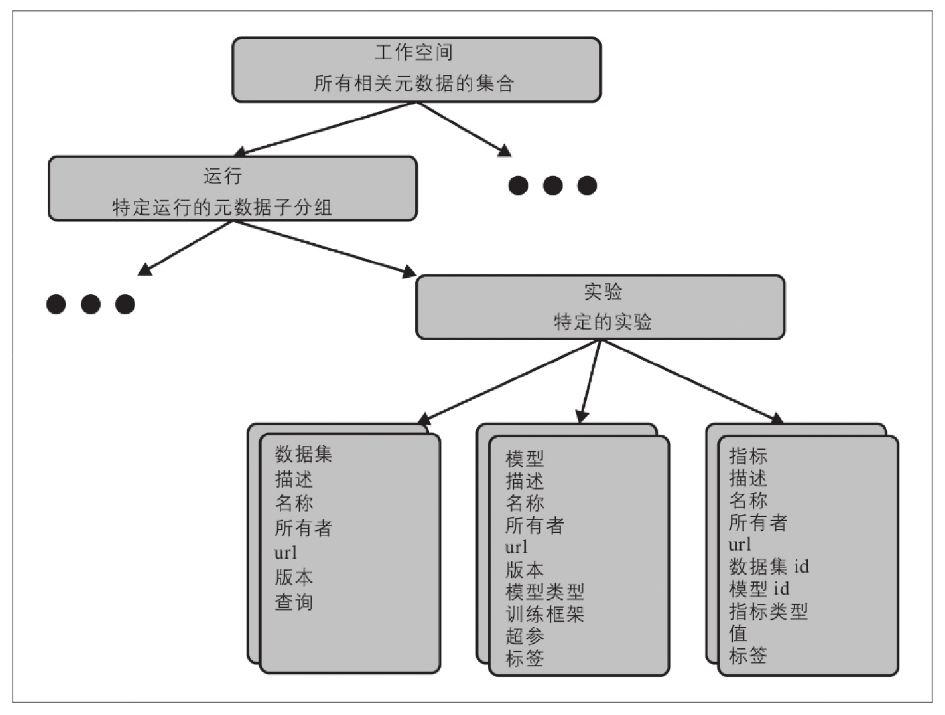 工作空间
所有相关元数据的集合
运行
特定运行的元数据子分组
实验
特定的实验
数据集
描述
名称
所有者
url
版本
查询
模型
描述
名称
所有者
url
版本
模型类型
训练框架
超参
标签
指标
描述
名称
所有者
url
数据集 id
模型 id
指标类型
值
标签